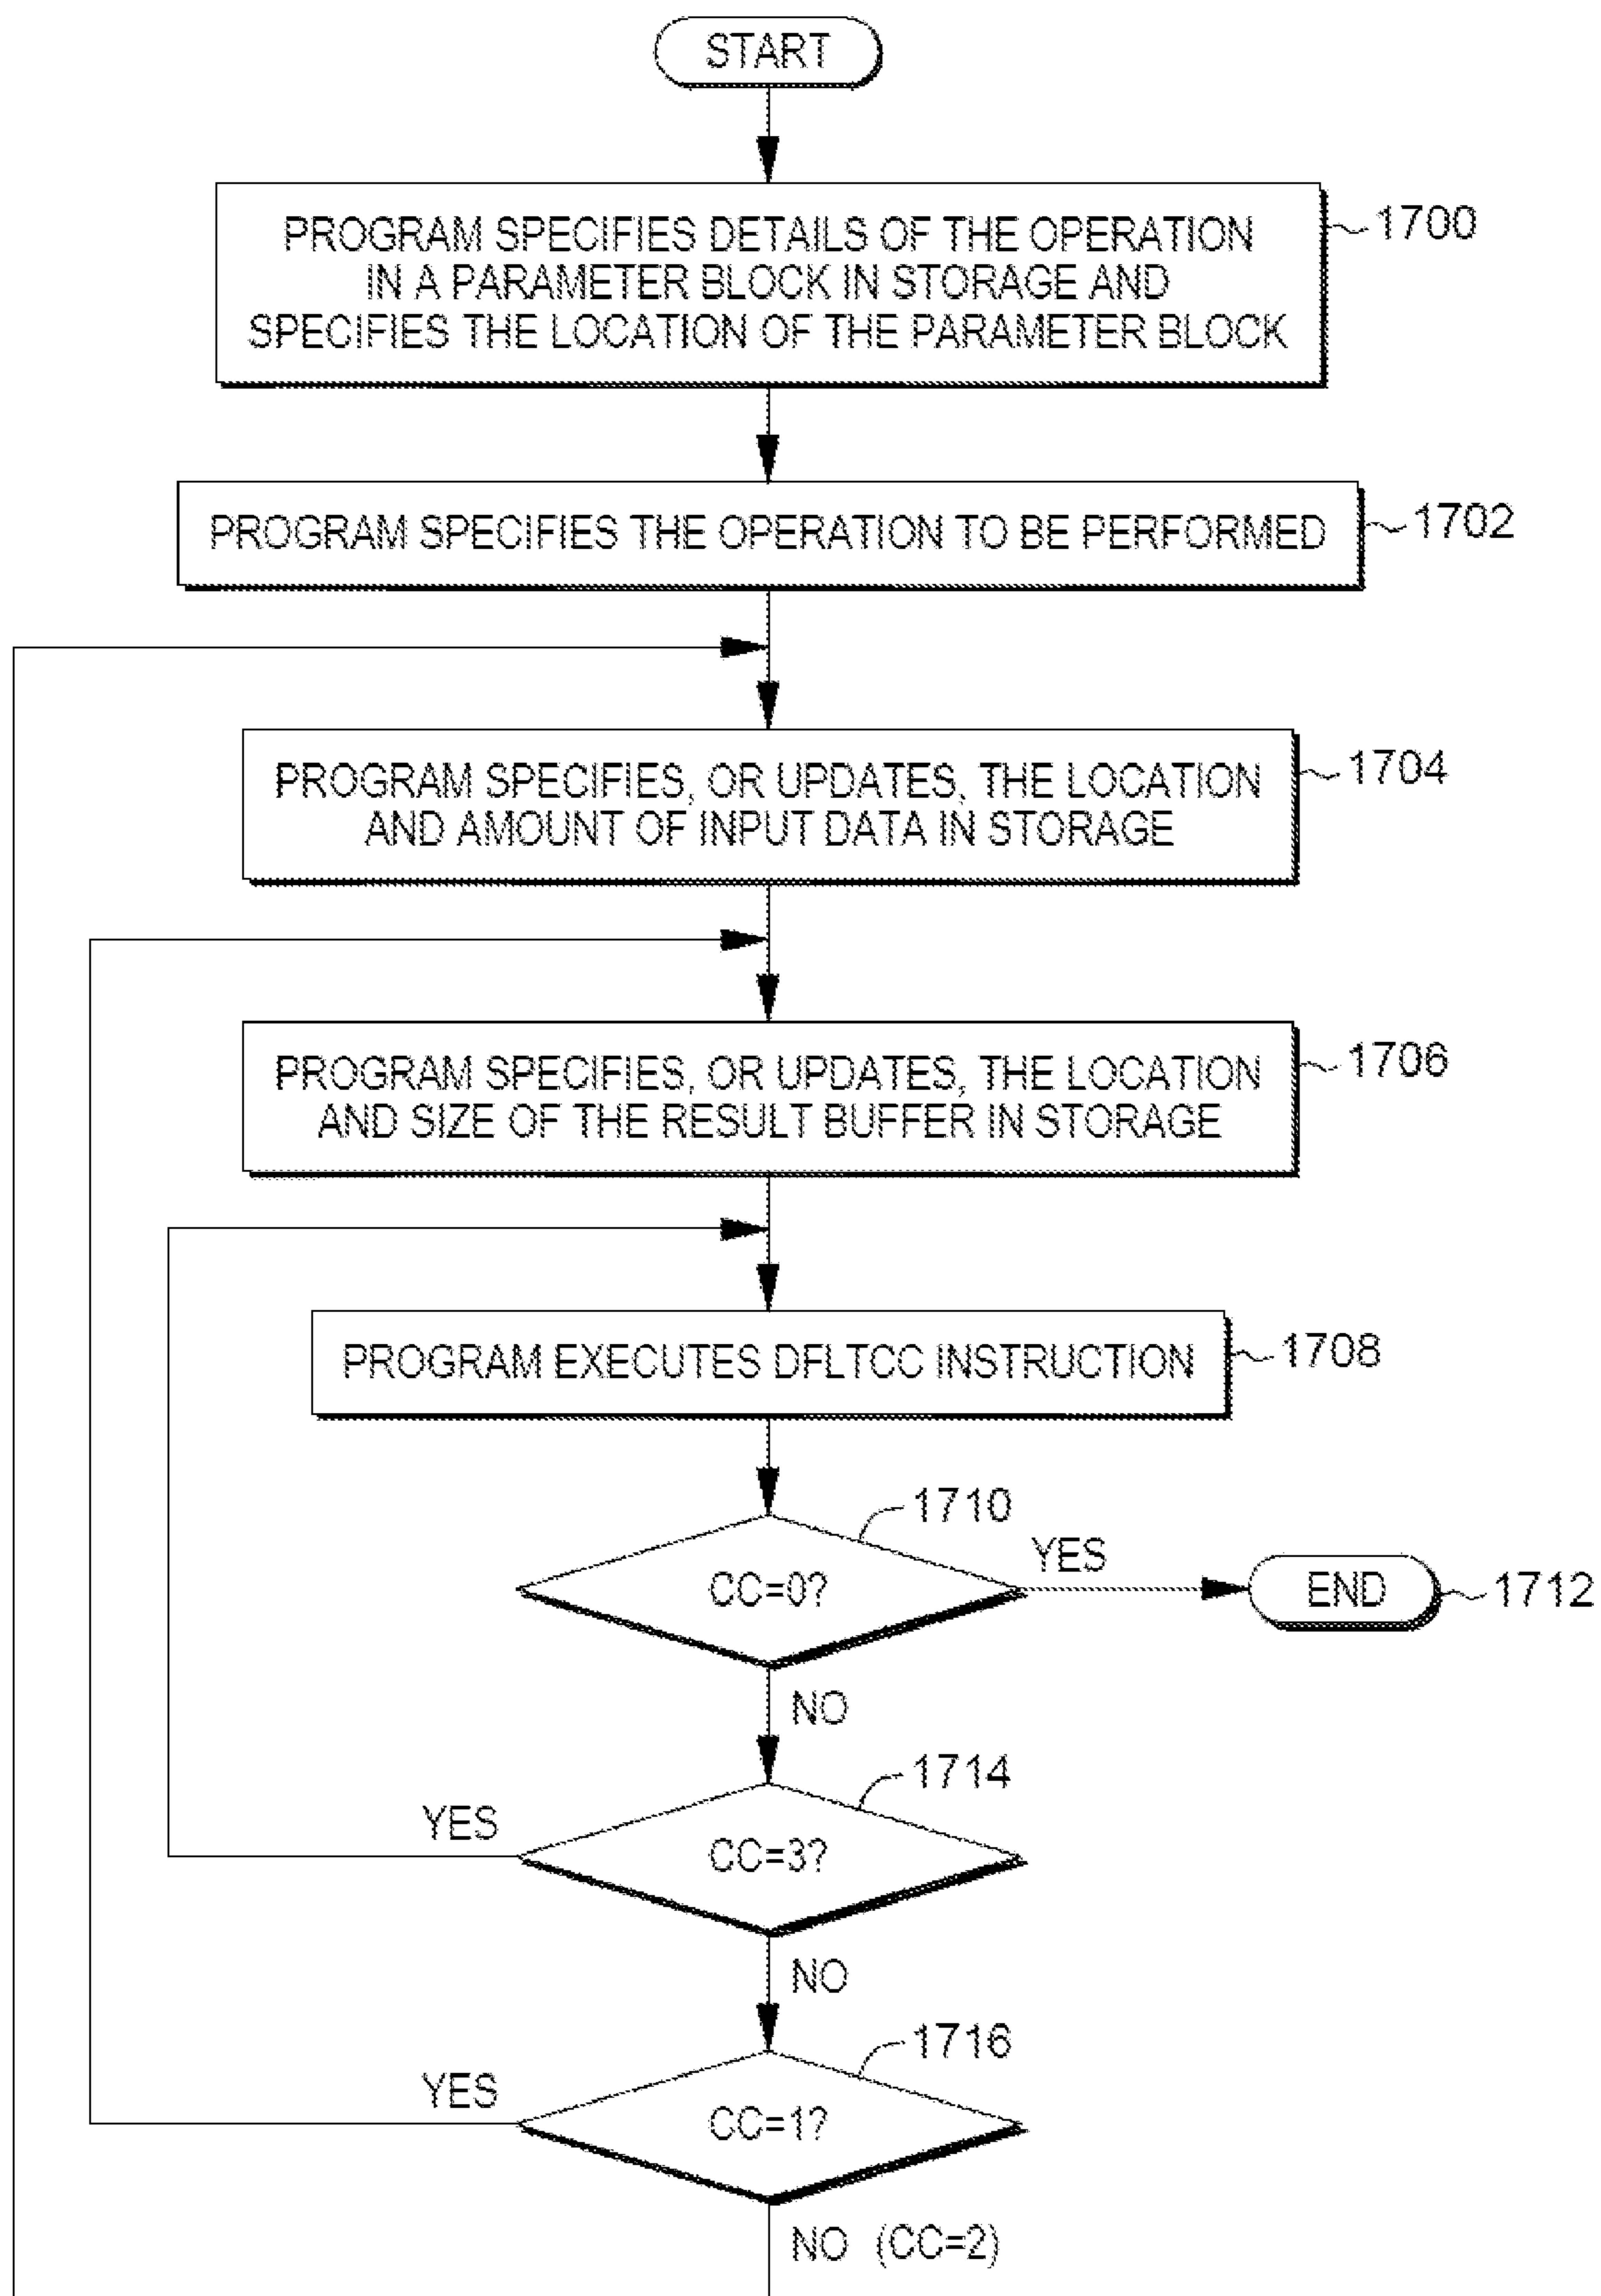 START
PROGRAM SPECIFIES DETAILS OF THE OPERATION
IN A PARAMETER BLOCK IN STORAGE AND
SPECIFIES THE LOCATION OF THE PARAMETER BLOCK
1700
PROGRAM SPECIFIES THE OPERATION TO BE PERFORMED
1702
PROGRAM SPECIFIES, OR UPDATES, THE LOCATION
AND AMOUNT OF INPUT DATA IN STORAGE
1704
PROGRAM SPECIFIES, OR UPDATES, THE LOCATION
AND SIZE OF THE RESULT BUFFER IN STORAGE
1706
PROGRAM EXECUTES DFLTCC INSTRUCTION
1708
1710
CC=0?
YES
END
1712
NO
1714
YES
CC=3?
NO
1716
YES
CC=1?
NO (CC=2)